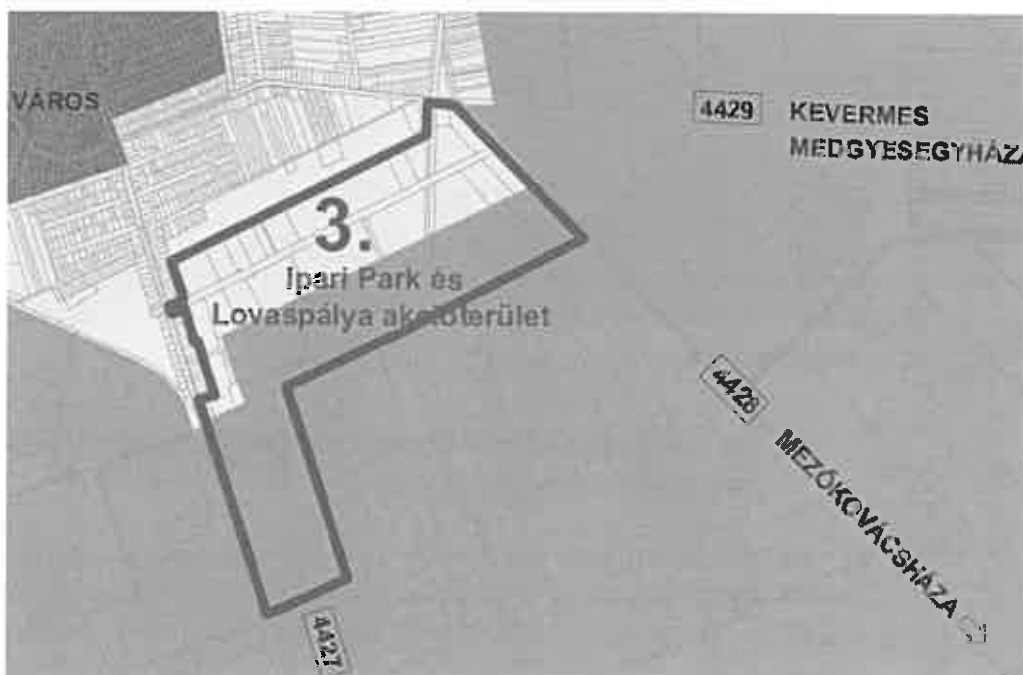 VÁROS
4429 KEVERMES
MEDGYESEGYHÁZA
3.
Ipari Park és
Lovaspálya akcióterület
4428
MEZŐKOVÁCSHÁZA
4427